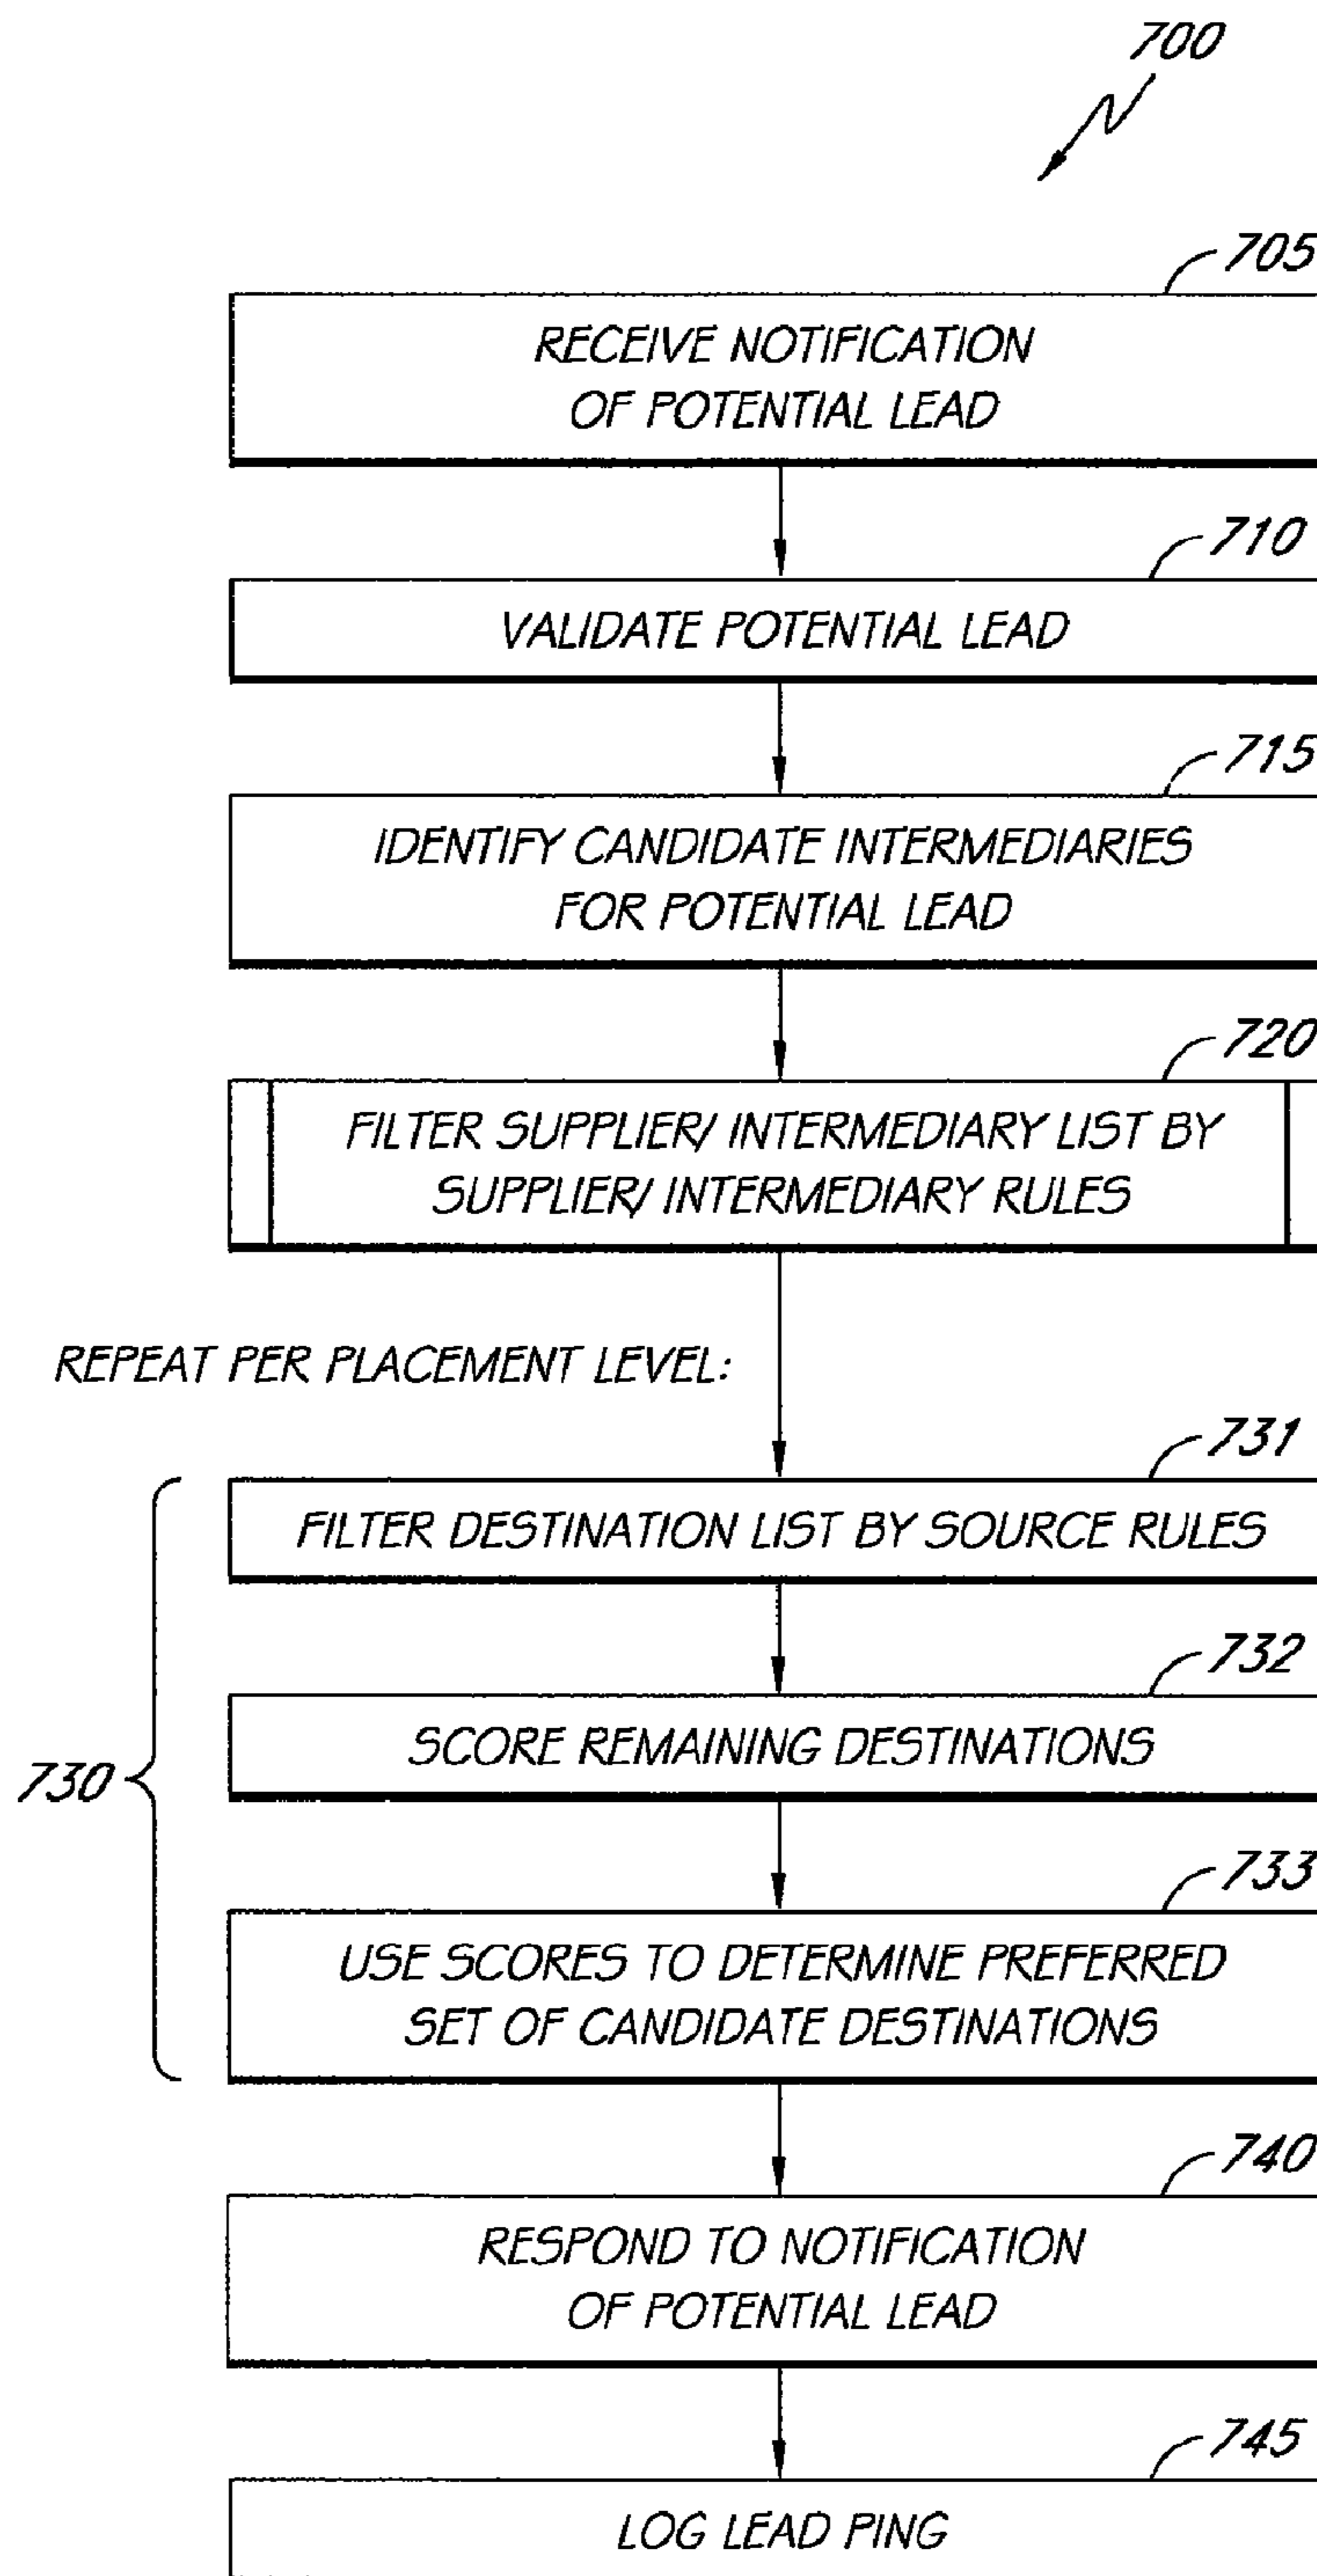 700
705
RECEIVE NOTIFICATION
OF POTENTIAL LEAD
710
VALIDATE POTENTIAL LEAD
715
IDENTIFY CANDIDATE INTERMEDIARIES
FOR POTENTIAL LEAD
720
FILTER SUPPLIER/ INTERMEDIARY LIST BY
SUPPLIER/ INTERMEDIARY RULES
REPEAT PER PLACEMENT LEVEL:
731
FILTER DESTINATION LIST BY SOURCE RULES
732
SCORE REMAINING DESTINATIONS
730
733
USE SCORES TO DETERMINE PREFERRED
SET OF CANDIDATE DESTINATIONS
740
RESPOND TO NOTIFICATION
OF POTENTIAL LEAD
745
LOG LEAD PING